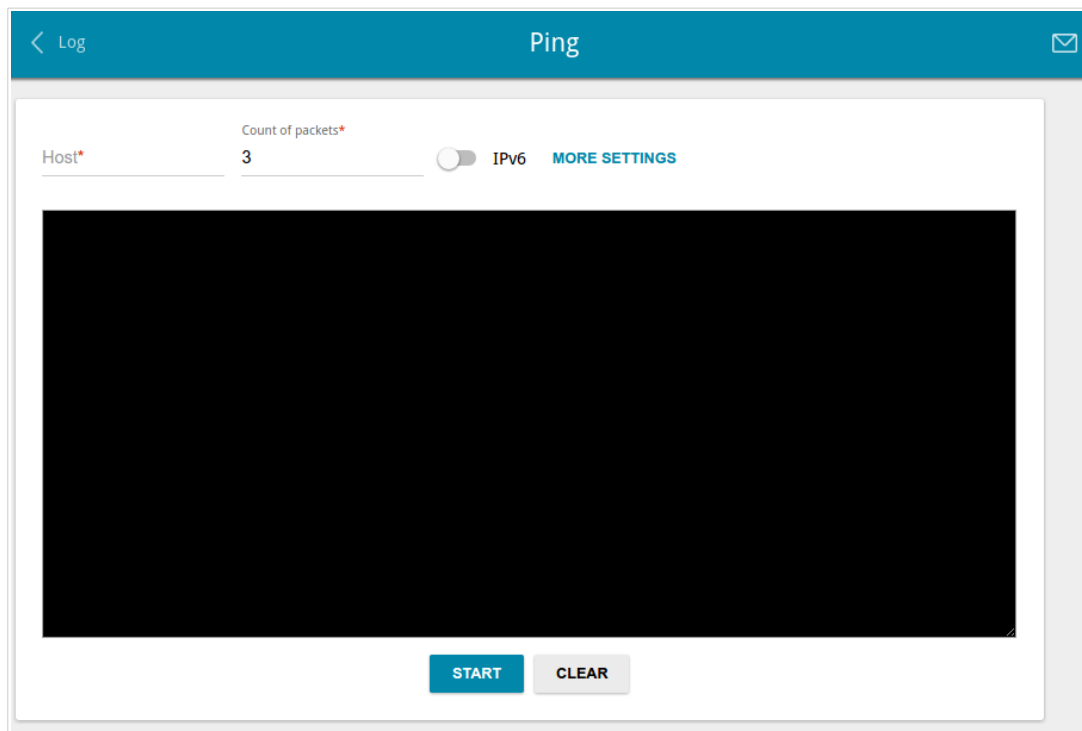 Log
Ping
Count of packets*
Host*
3
IPv6
MORE SETTINGS
START
CLEAR